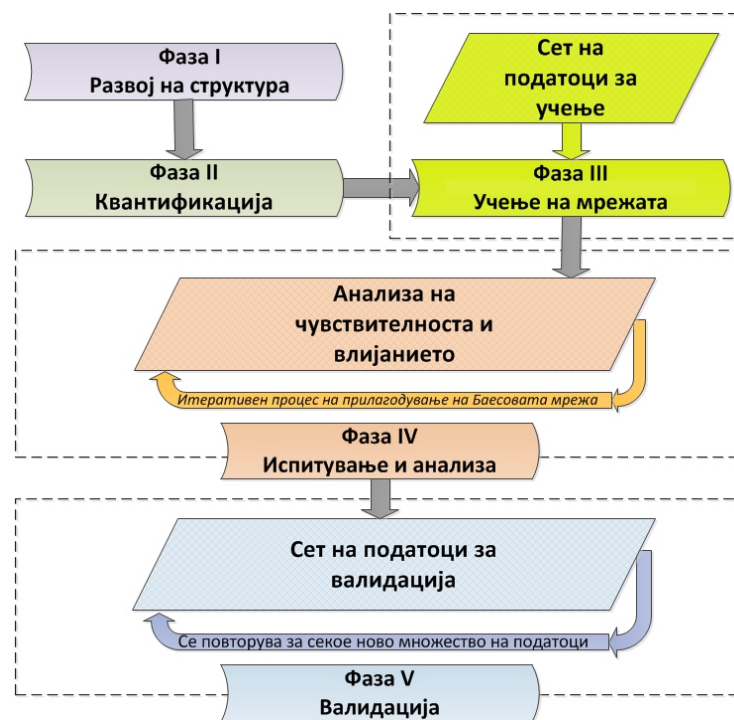 Фаза I
Развој на структура
Сет на
податоци за
учење
Фаза II
Квантификација
Фаза III
Учење на мрежата
Анализа на
чувствителноста и
влијанието
Итеративен процес на прилагодување на Баесовата мрежа
Фаза IV
Испитување и анализа
Сет на податоци за
валидација
Се повторува за секое ново множество на податоци
Фаза V
Валидација